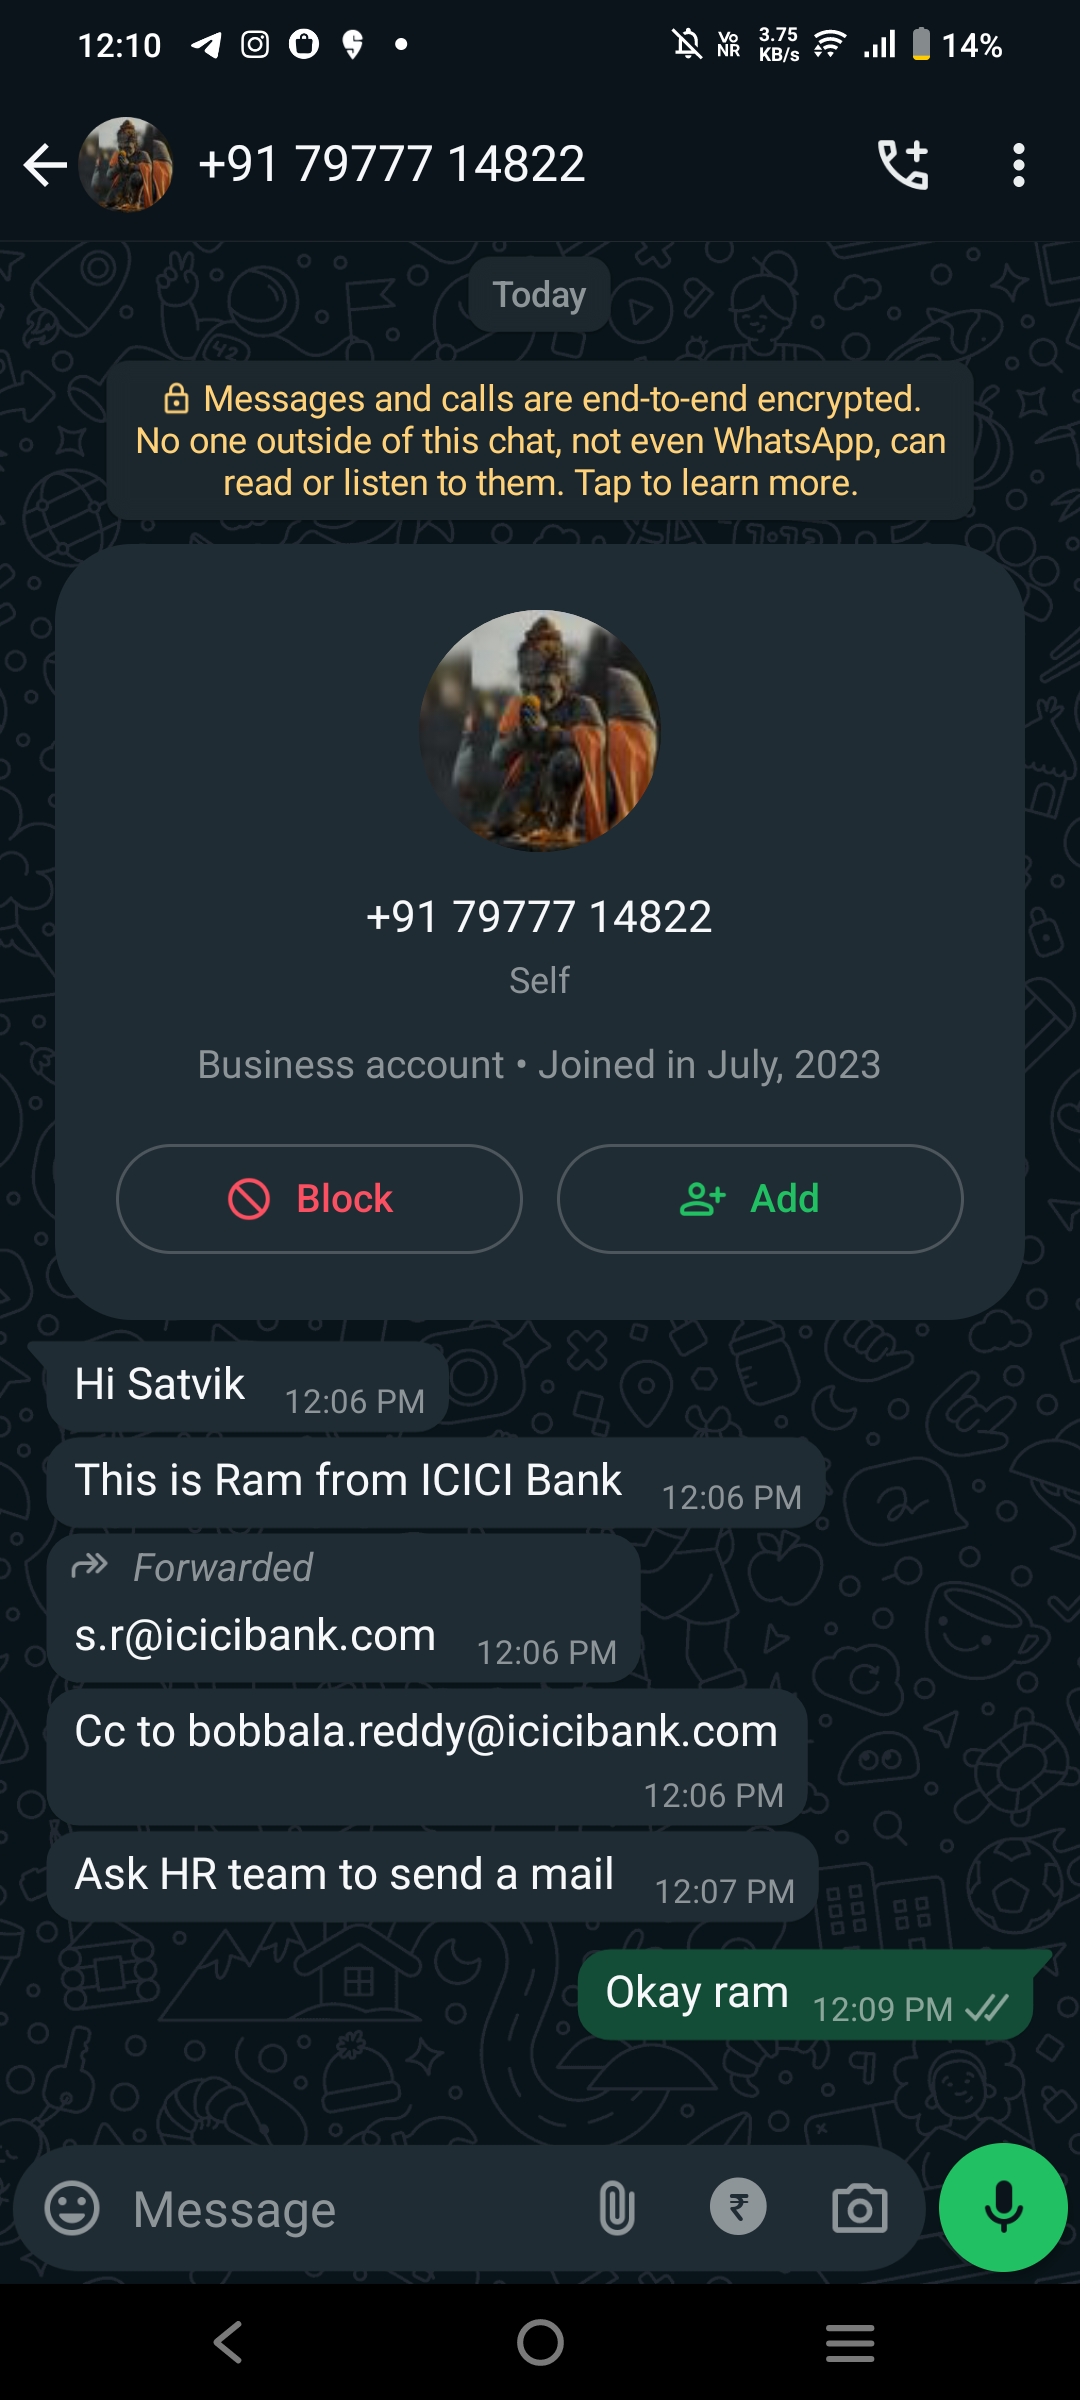 12:10
Vo
NR
3.75
KB/s
14%
+91 79777 14822
Today
Messages and calls are end-to-end encrypted.
No one outside of this chat, not even WhatsApp, can
read or listen to them. Tap to learn more.
+91 79777 14822
Self
Business account • Joined in July, 2023
Block
Add
Hi Satvik
12:06 PM
This is Ram from ICICI Bank
12:06 PM
Forwarded
s.r@icicibank.com
12:06 PM
Cc to bobbala.reddy@icicibank.com
12:06 PM
Ask HR team to send a mail
12:07 PM
Okay ram
12:09 PM
Message
₹